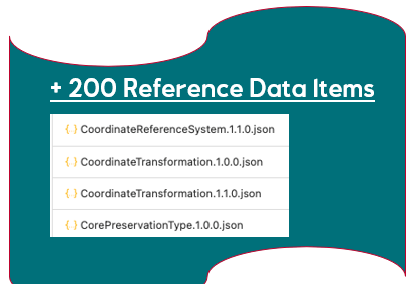 + 200 Reference Data Items
{ } CoordinateReferenceSystem.1.1.0.json
{ } CoordinateTransformation.1.0.0.json
{ } CoordinateTransformation.1.1.0.json
{ } CorePreservationType.1.0.0.json